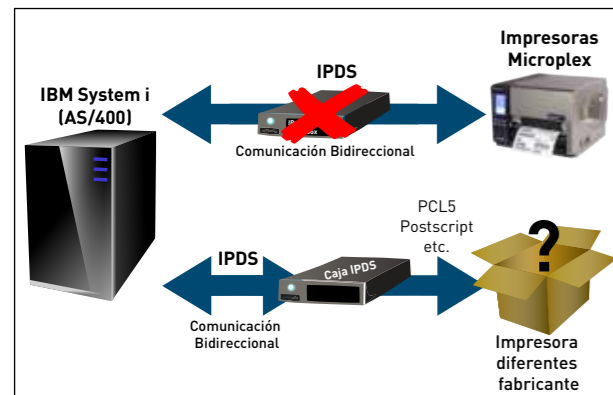 IBM System i
(AS/400)
IPDS
Comunicación Bidireccional
Impresoras
Microplex
IPDS
Comunicación
Bidireccional
Caja IPDS
PCL5
Postscript
etc.
?
Impresora
diferentes
fabricante